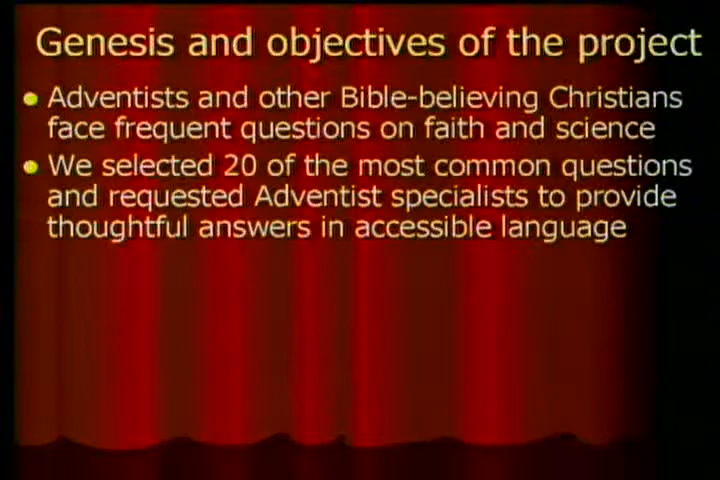 Genesis and objectives of the project
Adventists and other Bible-believing Christians
face frequent questions on faith and science
We selected 20 of the most common questions
and requested Adventist specialists to provide
thoughtful answers in accessible language